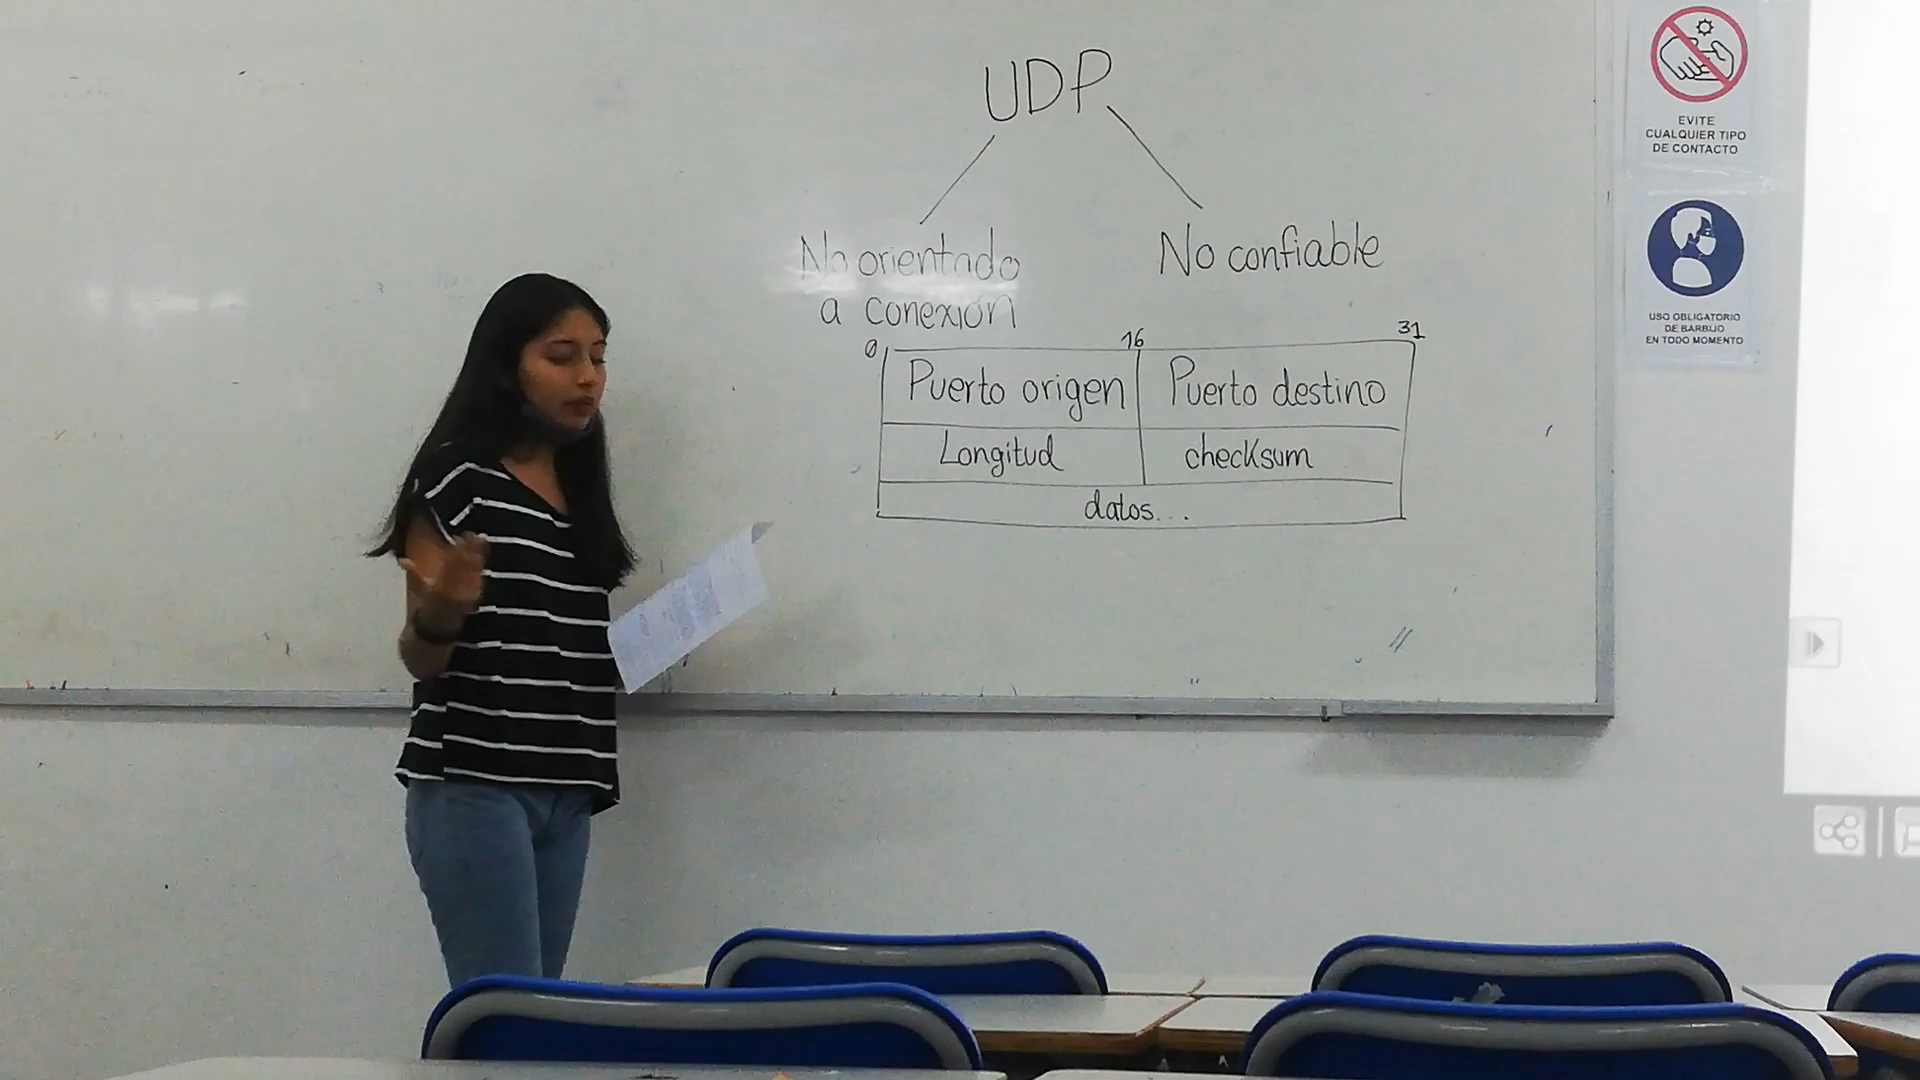 UDP
No orientado
a conexión
No confiable
0 16 31
Puerto origen Puerto destino
Longitud checksum
datos...
EVITE
CUALQUIER TIPO
DE CONTACTO
USO OBLIGATORIO
DE BARBIJO
EN TODO MOMENTO